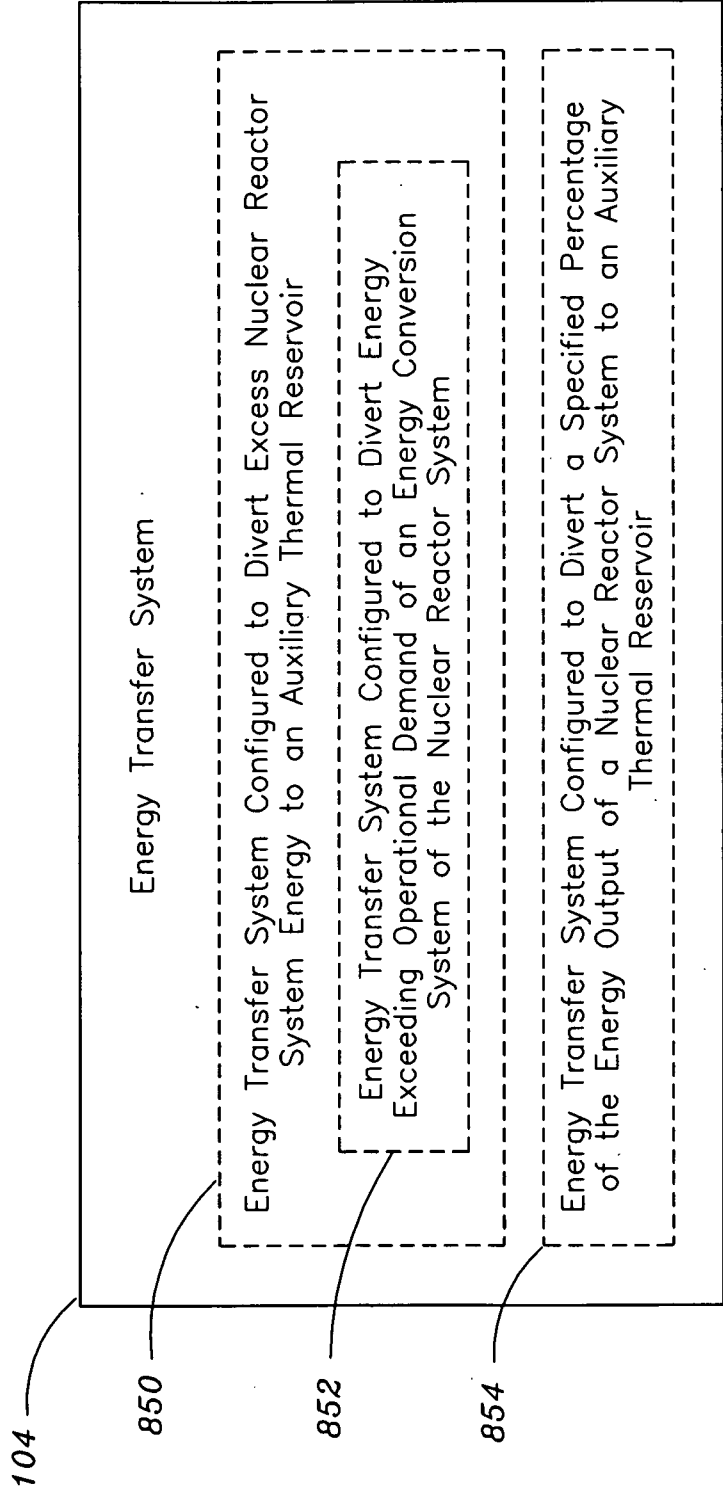 104
Energy Transfer System
850
Energy Transfer System Configured to Divert Excess Nuclear Reactor
System Energy to an Auxiliary Thermal Reservoir
852
Energy Transfer System Configured to Divert Energy
Exceeding Operational Demand of an Energy Conversion
System of the Nuclear Reactor System
854
Energy Transfer System Configured to Divert a Specified Percentage
of the Energy Output of a Nuclear Reactor System to an Auxiliary
Thermal Reservoir